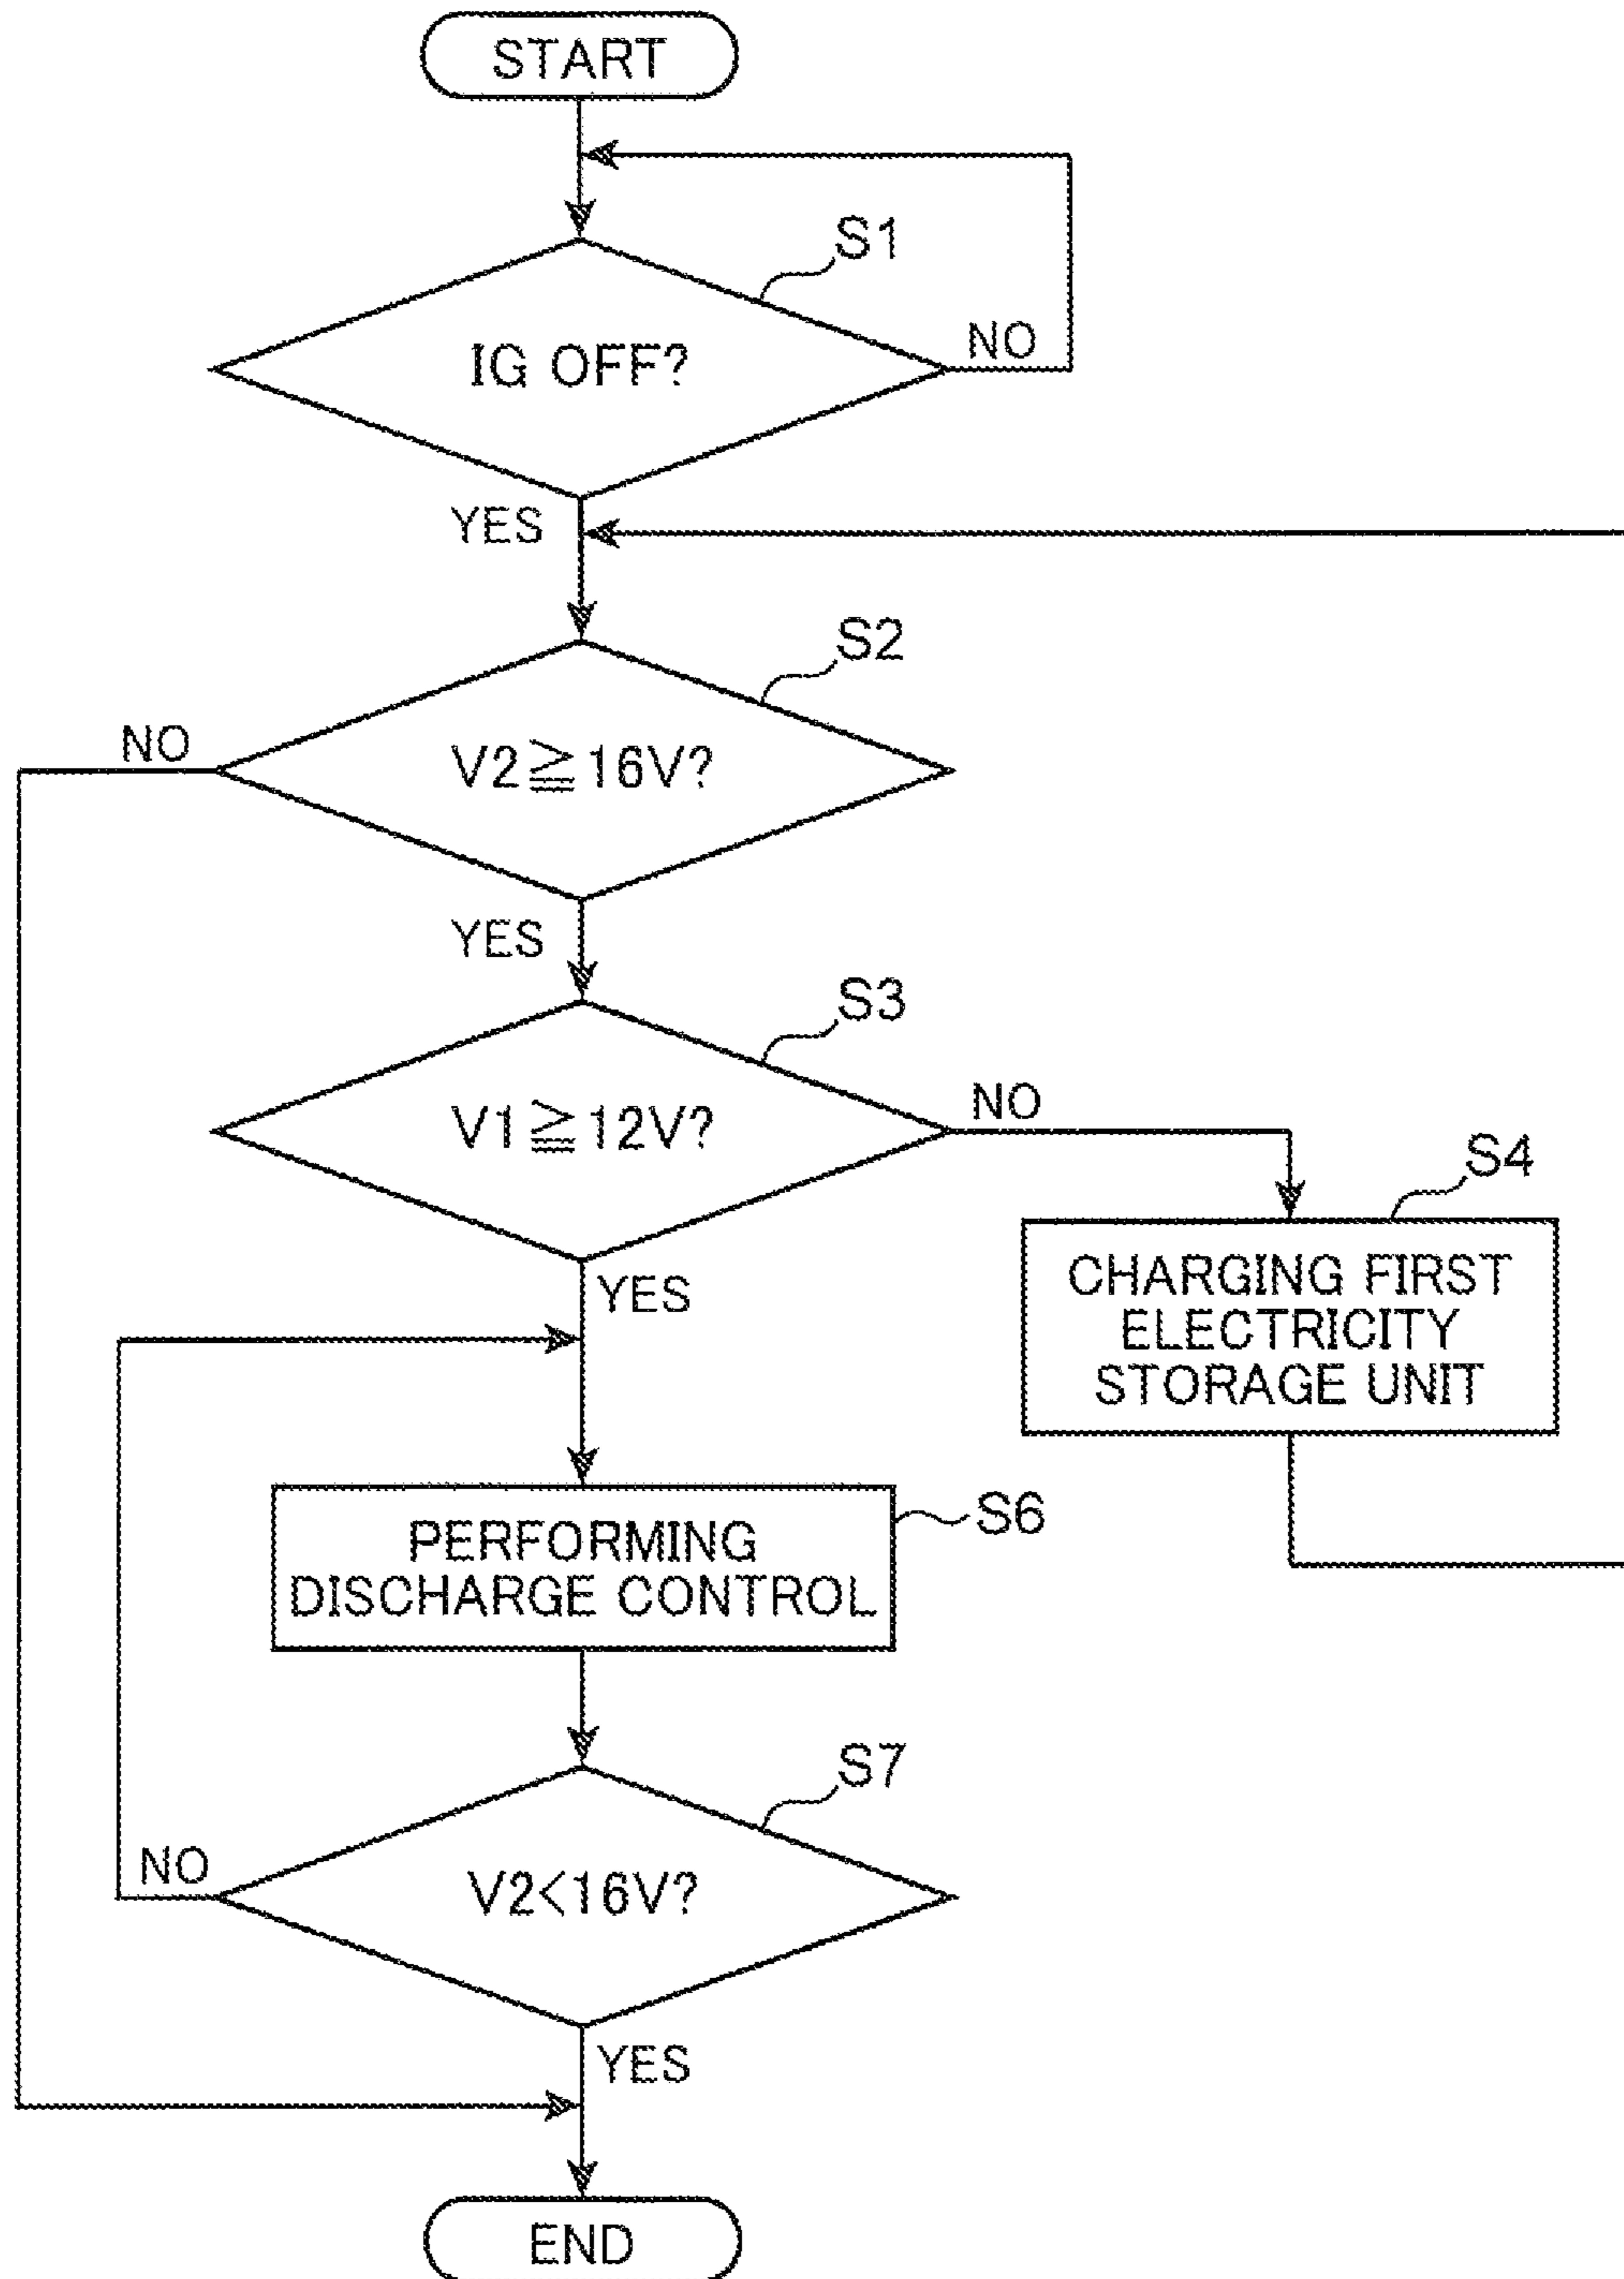 START
S1
IG OFF?
NO
YES
S2
NO
V2≧16V?
YES
S3
V1≧12V?
NO
S4
YES
CHARGING FIRST
ELECTRICITY
STORAGE UNIT
S6
PERFORMING
DISCHARGE CONTROL
S7
NO
V2<16V?
YES
END